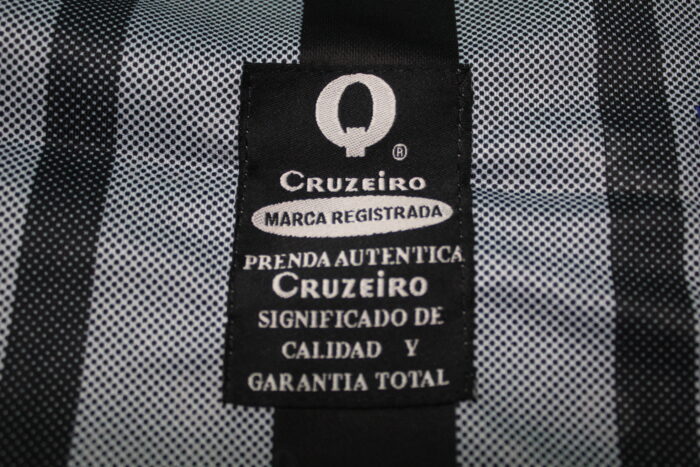 ®
CRUZEiRO
MARCA REGISTRADA
PRENDA AUTENTICA
CRUZEiRO
SIGNIFICADO DE
CALIDAD Y
GARANTIA TOTAL